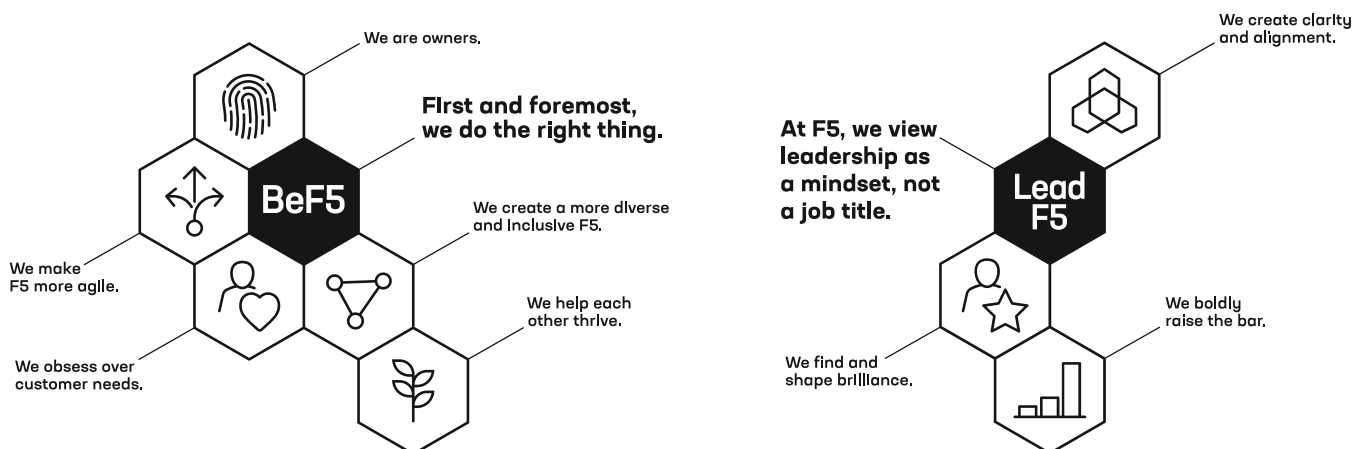 We are owners.
First and foremost,
we do the right thing.
BeF5
We create a more diverse
and inclusive F5.
We make
F5 more agile.
We help each
other thrive.
We obsess over
customer needs.
We create clarity
and alignment.
At F5, we view
leadership as
a mindset, not
a job title.
Lead
F5
We boldly
raise the bar.
We find and
shape brilliance.